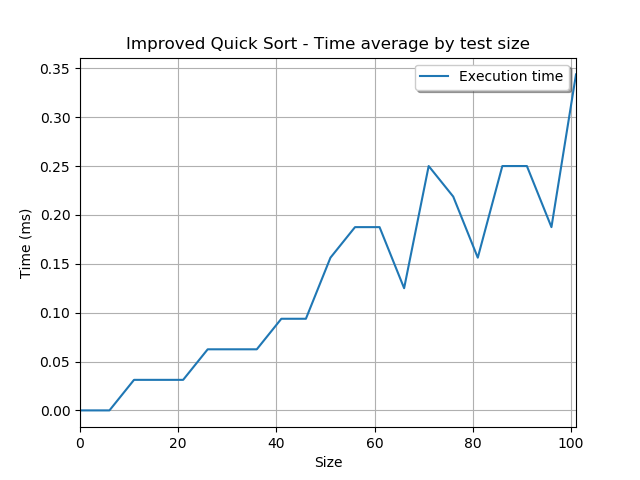 Improved Quick Sort - Time average by test size
Execution time
Time (ms)
0.35
0.30
0.25
0.20
0.15
0.10
0.05
0.00
0 20 40 60 80 100
Size